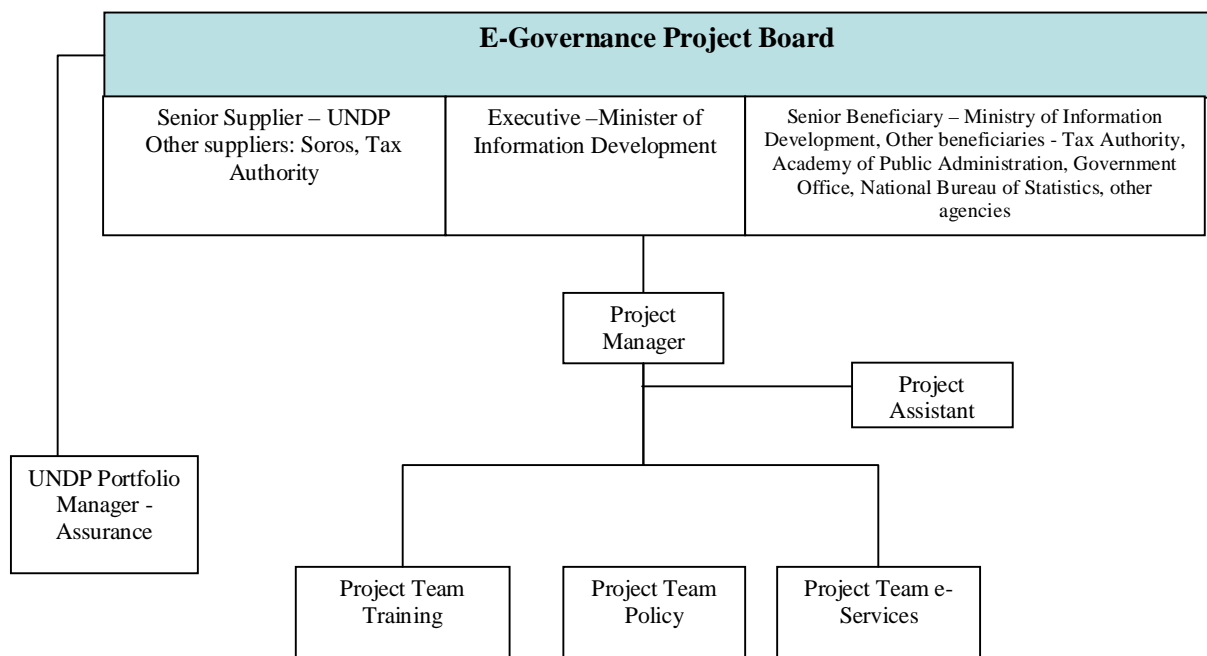 E-Governance Project Board
Senior Supplier – UNDP
Other suppliers: Soros, Tax
Authority
Executive –Minister of
Information Development
Senior Beneficiary – Ministry of Information
Development, Other beneficiaries - Tax Authority,
Academy of Public Administration, Government
Office, National Bureau of Statistics, other
agencies
Project
Manager
Project
Assistant
UNDP Portfolio
Manager -
Assurance
Project Team
Training
Project Team
Policy
Project Team e-
Services